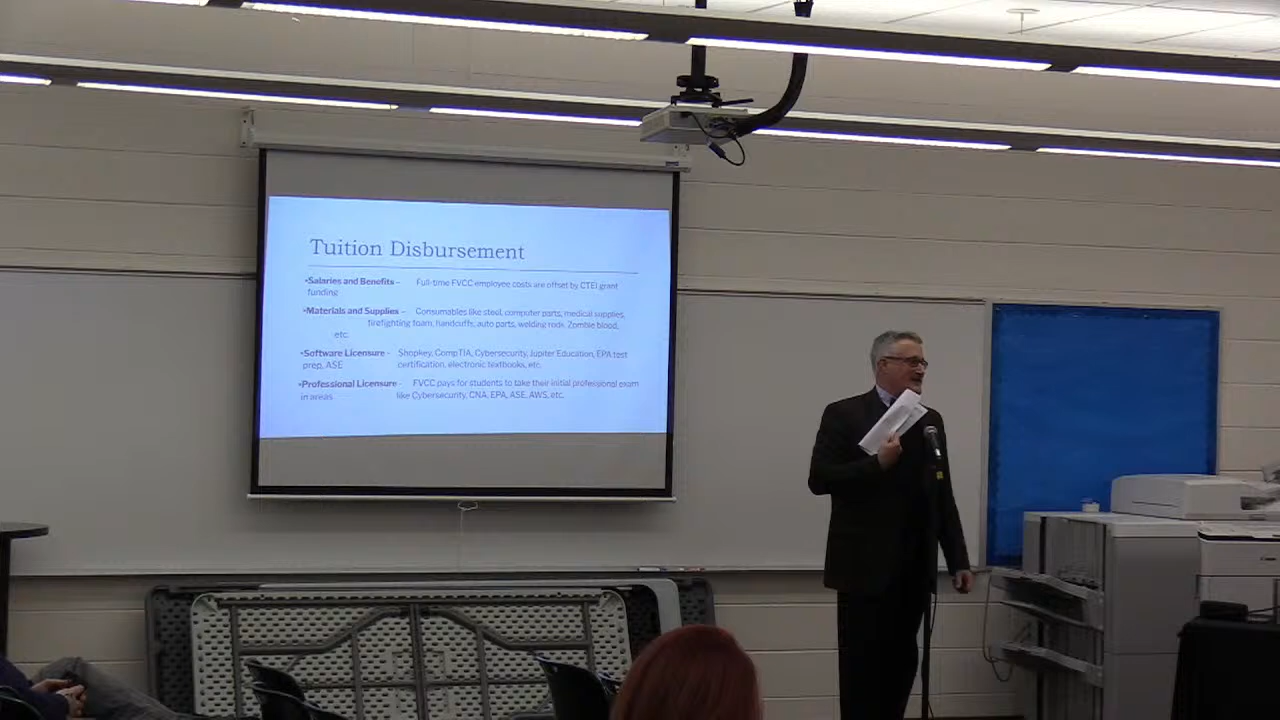 Tuition Disbursement
•Salaries and Benefits – Full-time FVCC employee costs are offset by CTEI grant
funding
•Materials and Supplies – Consumables like steel, computer parts, medical supplies,
firefighting foam, handcuffs, auto parts, welding rods, Zombie blood,
etc.
•Software Licensure - Shopkey, CompTIA, Cybersecurity, Jupiter Education, EPA test
prep, ASE certification, electronic textbooks, etc.
•Professional Licensure - FVCC pays for students to take their initial professional exam
in areas like Cybersecurity, CNA, EPA, ASE, AWS, etc.